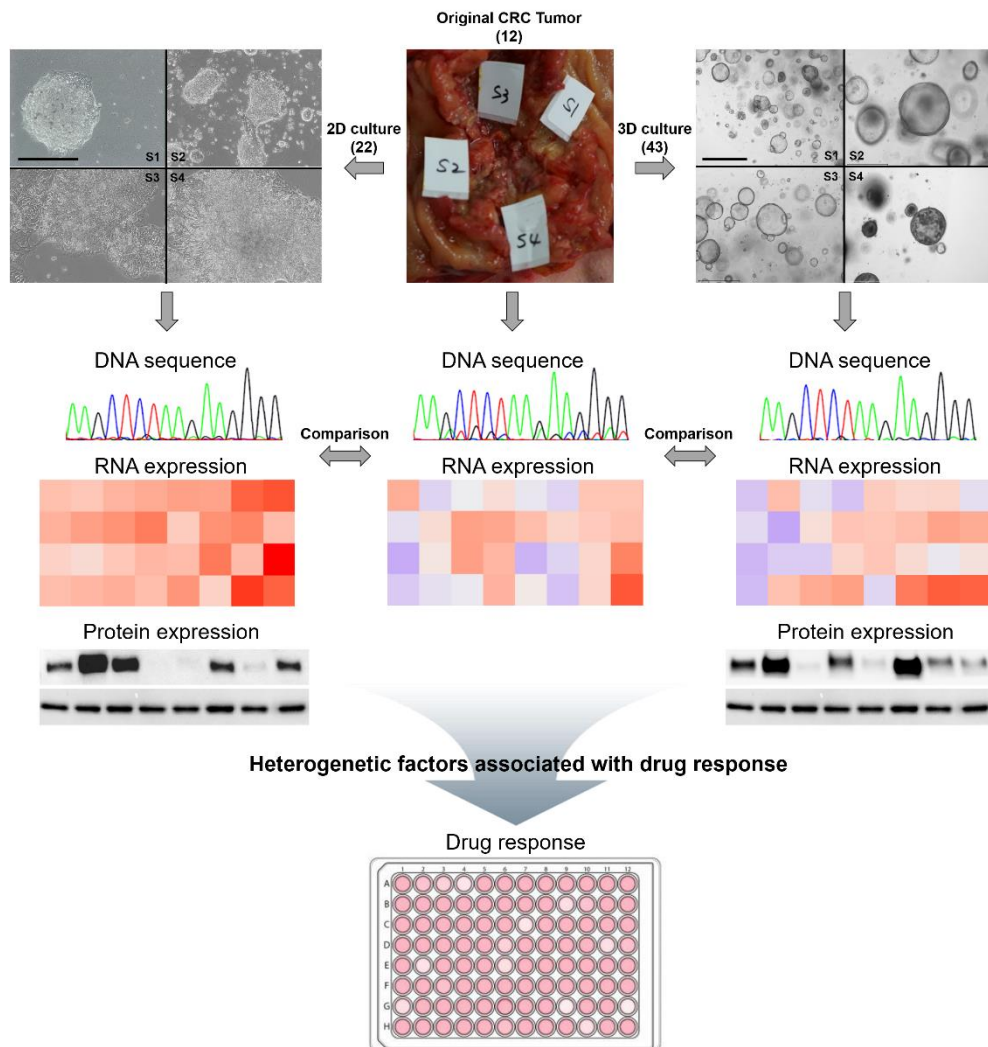 Original CRC Tumor
(12)
2D culture
(22)
3D culture
(43)
S1
S2
S3
S4
S3
S1
S2
S4
S1
S2
S3
S4
DNA sequence
DNA sequence
DNA sequence
Comparison
Comparison
RNA expression
RNA expression
RNA expression
Protein expression
Protein expression
Heterogenetic factors associated with drug response
Drug response
1 2 3 4 5 6 7 8 9 10 11 12
A
B
C
D
E
F
G
H